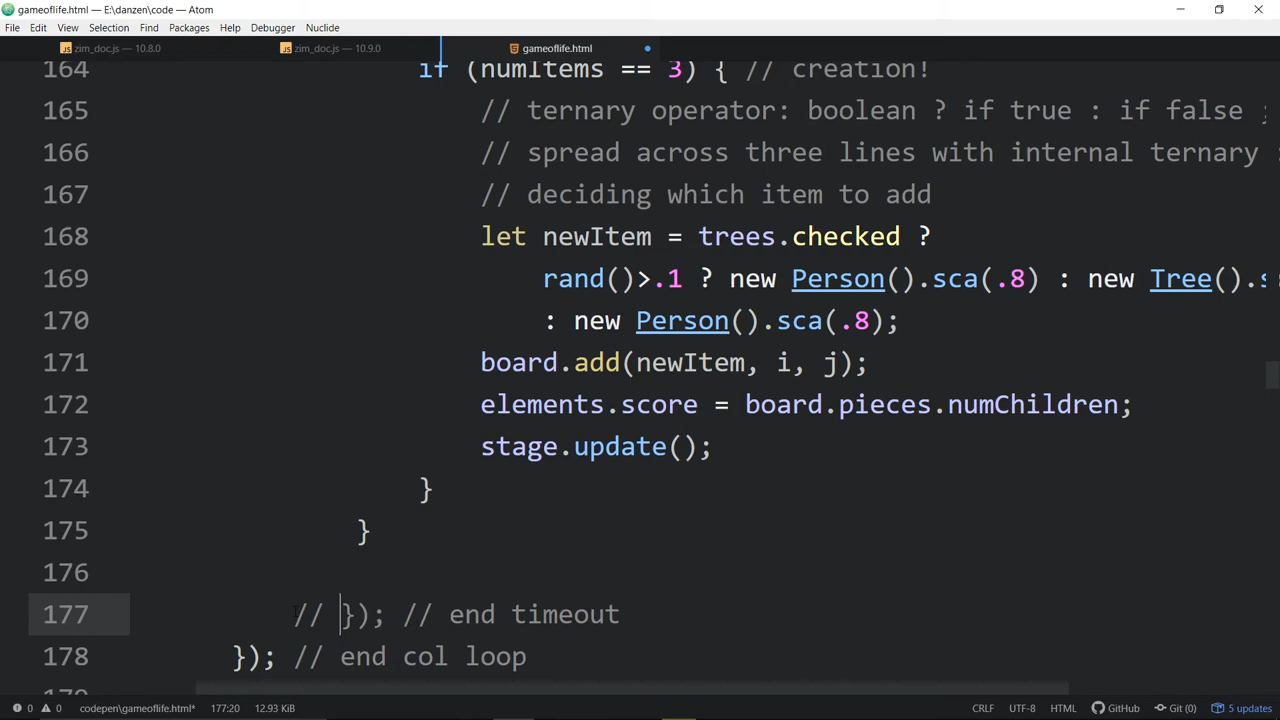 gameoflife.html — E:\danzen\code — Atom
File Edit View Selection Find Packages Help Debugger Nuclide
zim_doc.js — 10.8.0 zim_doc.js — 10.9.0 gameoflife.html
164 if (numItems == 3) { // creation!
165 // ternary operator: boolean ? if true : if false ;
166 // spread across three lines with internal ternary
167 // deciding which item to add
168 let newItem = trees.checked ?
169 rand()>.1 ? new Person().sca(.8) : new Tree().s
170 : new Person().sca(.8);
171 board.add(newItem, i, j);
172 elements.score = board.pieces.numChildren;
173 stage.update();
174 }
175 }
176
177 // }); // end timeout
178 }); // end col loop
0 0 codepen\gameoflife.html* 177:20 12.93 KiB CRLF UTF-8 HTML GitHub Git (0) 5 updates